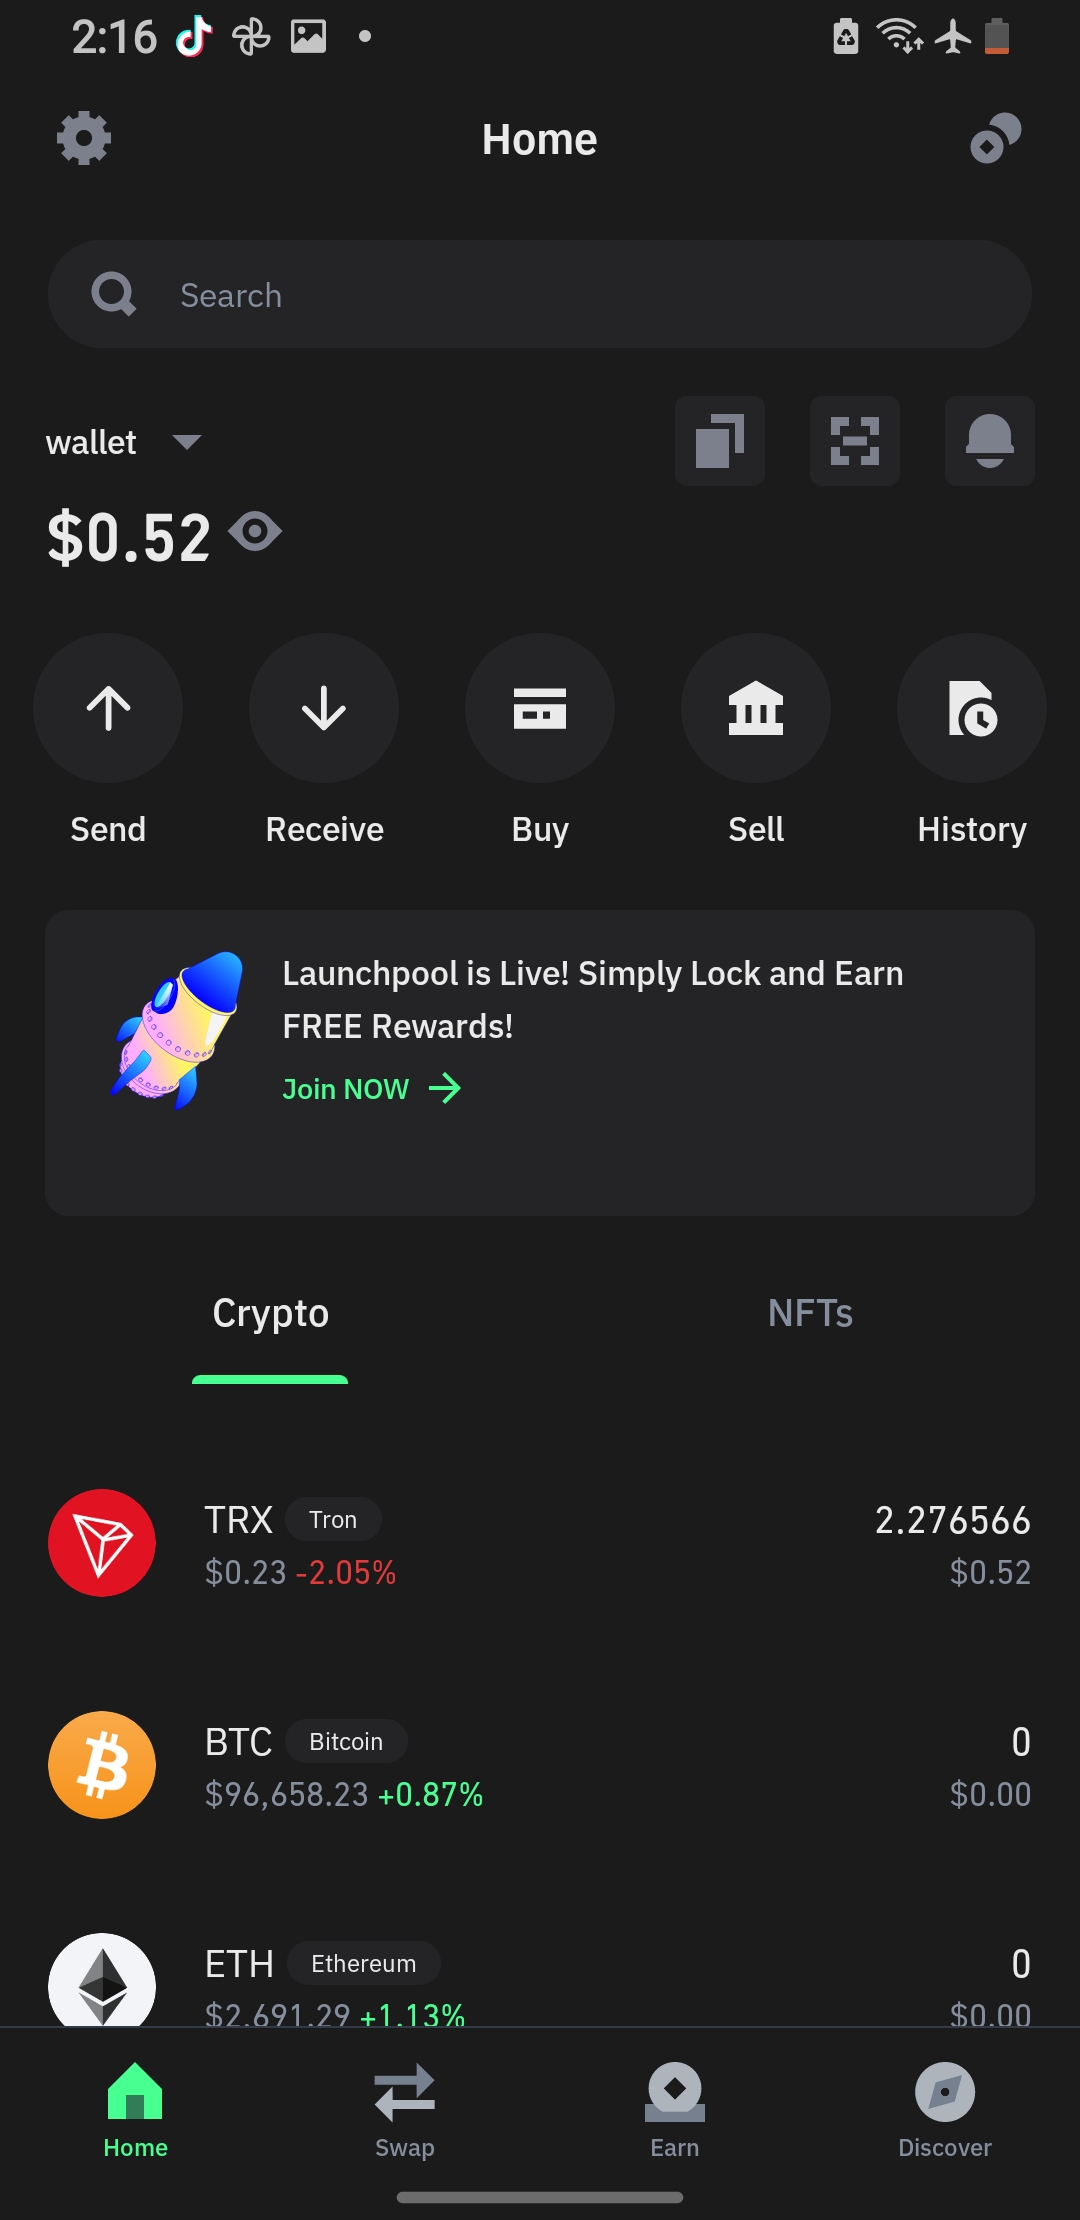 2:16
Home
Search
wallet
$0.52
Send
Receive
Buy
Sell
History
Launchpool is Live! Simply Lock and Earn
FREE Rewards!
Join NOW
Crypto
NFTs
TRX Tron 2.276566
$0.23 -2.05% $0.52
BTC Bitcoin 0
$96,658.23 +0.87% $0.00
ETH Ethereum 0
$2,691.29 +1.13% $0.00
Home
Swap
Earn
Discover